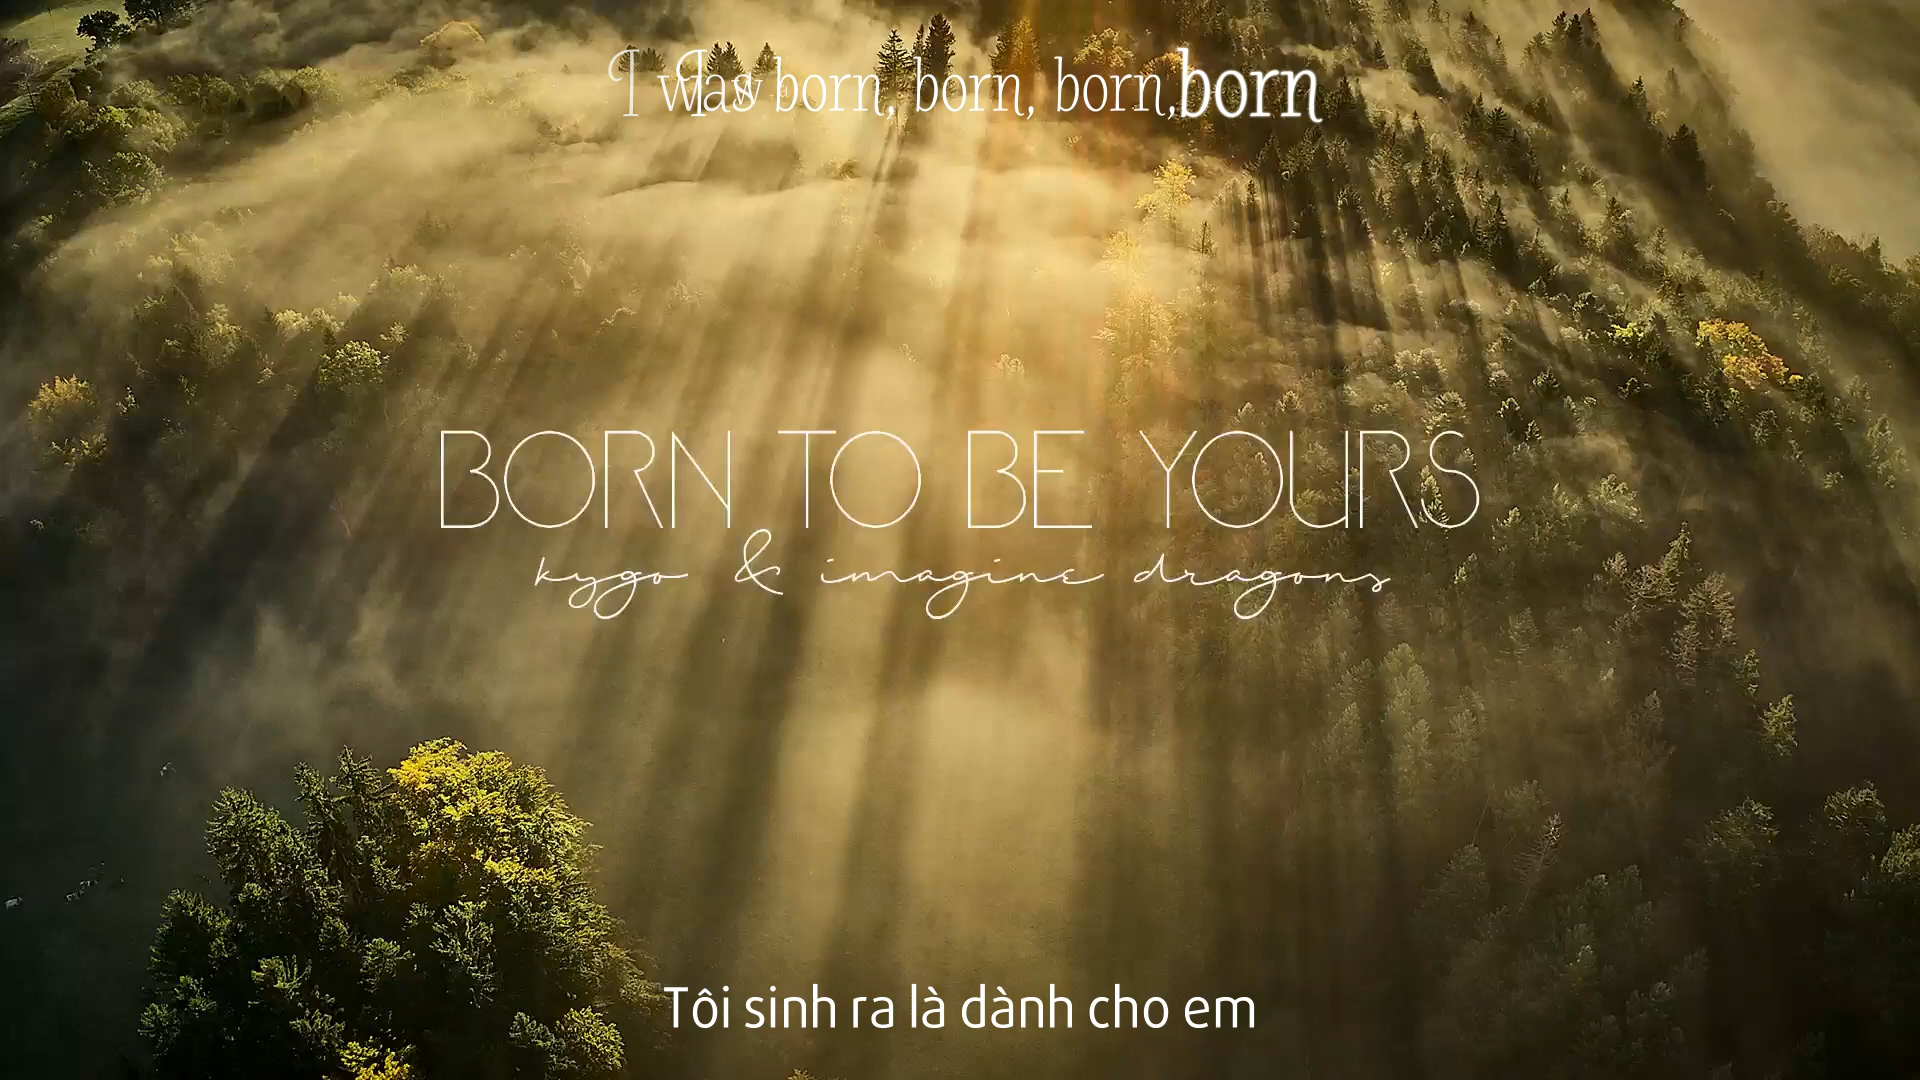 I was born, born, born, born
BORN TO BE YOURS
kygo & imagine dragons
Tôi sinh ra là dành cho em